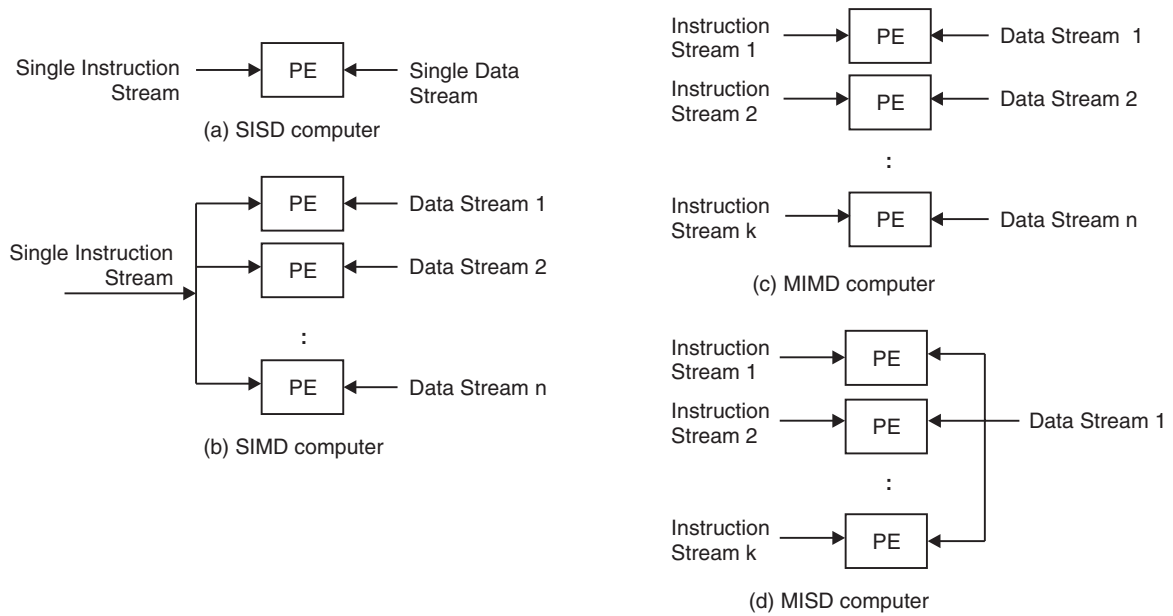 Single Instruction
Stream
PE
Single Data
Stream
(a) SISD computer
PE
Data Stream 1
Single Instruction
Stream
PE
Data Stream 2
:
PE
Data Stream n
(b) SIMD computer
Instruction
Stream 1
PE
Data Stream 1
Instruction
Stream 2
PE
Data Stream 2
:
Instruction
Stream k
PE
Data Stream n
(c) MIMD computer
Instruction
Stream 1
PE
Instruction
Stream 2
PE
Data Stream 1
:
Instruction
Stream k
PE
(d) MISD computer